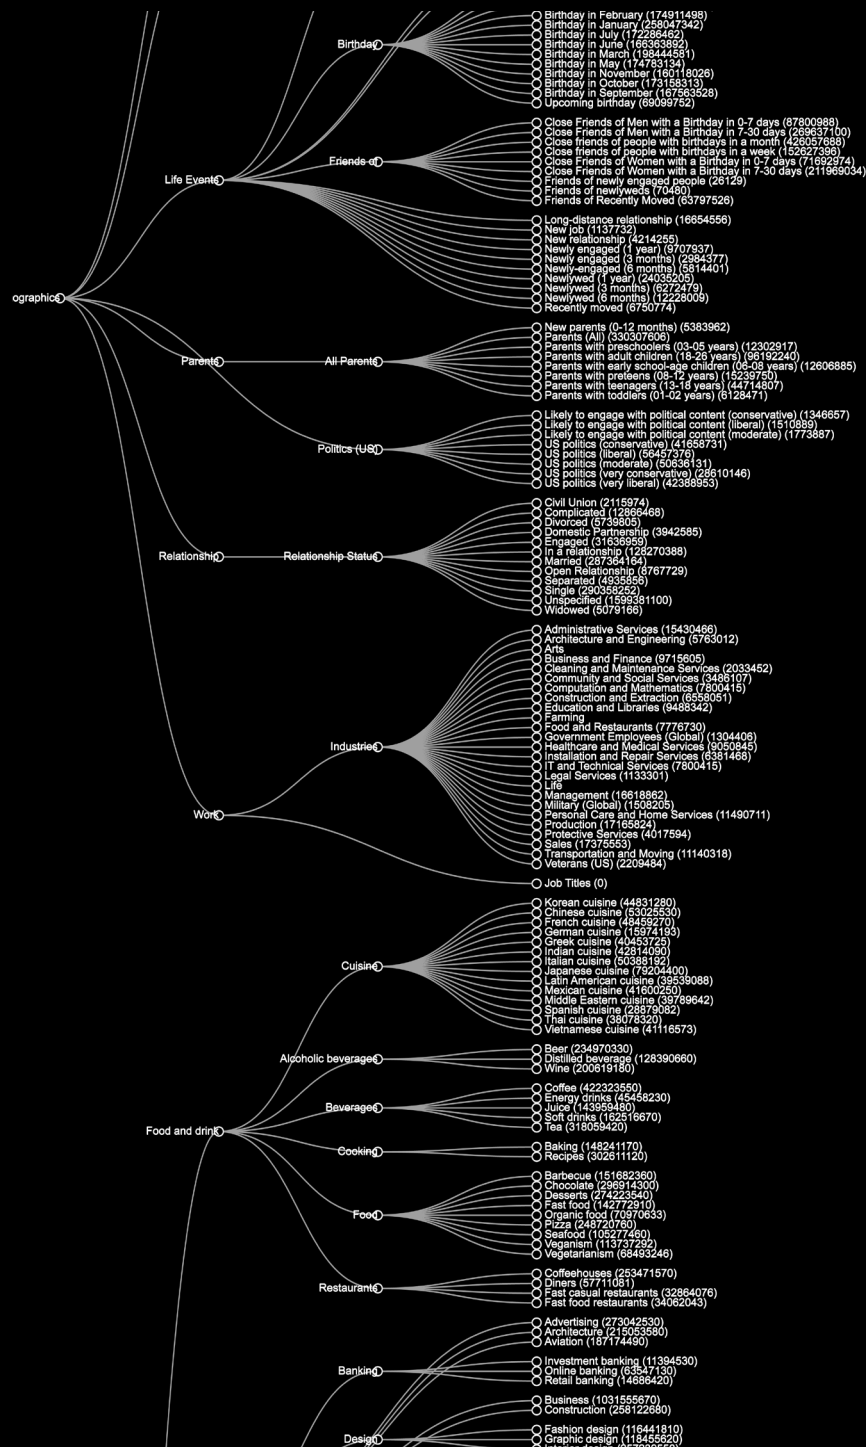 Birthday in February (174911498)
Birthday in January (258047342)
Birthday in July (172286462)
Birthday
Birthday in June (166363892)
Birthday in March (198444581)
Birthday in May (174783134)
Birthday in November (160118026)
Birthday in October (173158313)
Birthday in September (167563528)
Upcoming birthday (69099752)
Close Friends of Men with a Birthday in 0-7 days (87800988)
Close Friends of Men with a Birthday in 7-30 days (269637100)
Close friends of people with birthdays in a month (426057688)
Close friends of people with birthdays in a week (152627396)
Friends of
Close Friends of Women with a Birthday in 0-7 days (71692974)
Close Friends of Women with a Birthday in 7-30 days (211969034)
Life Events
Friends of newly engaged people (26129)
Friends of newlyweds (70480)
Friends of Recently Moved (63797526)
Long-distance relationship (16654556)
New job (1137732)
New relationship (4214255)
Newly engaged (1 year) (9707937)
Newly engaged (3 months) (2984377)
Newly-engaged (6 months) (5814401)
Newlywed (1 year) (24035205)
Newlywed (3 months) (6272479)
ographics
Newlywed (6 months) (12228009)
Recently moved (6750774)
New parents (0-12 months) (5383962)
Parents (All) (330307606)
Parents with preschoolers (03-05 years) (12302917)
Parents with adult children (18-26 years) (96192240)
Parents
All Parents
Parents with early school-age children (06-08 years) (12606885)
Parents with preteens (08-12 years) (15239750)
Parents with teenagers (13-18 years) (44714807)
Parents with toddlers (01-02 years) (6128471)
Likely to engage with political content (conservative) (1346657)
Likely to engage with political content (liberal) (1510889)
Likely to engage with political content (moderate) (1773887)
US politics (conservative) (41658731)
Politics (US)
US politics (liberal) (56457376)
US politics (moderate) (50636131)
US politics (very conservative) (28610146)
US politics (very liberal) (42388953)
Civil Union (2115974)
Complicated (12866468)
Divorced (5739805)
Domestic Partnership (3942585)
Engaged (31636959)
In a relationship (128270388)
Relationship
Relationship Status
Married (287364164)
Open Relationship (8767729)
Separated (4935856)
Single (290358252)
Unspecified (1599381100)
Widowed (5079166)
Administrative Services (15430466)
Architecture and Engineering (5763012)
Arts
Business and Finance (9715605)
Cleaning and Maintenance Services (2033452)
Community and Social Services (3486107)
Computation and Mathematics (7800415)
Construction and Extraction (6558051)
Education and Libraries (9488342)
Farming
Food and Restaurants (7776730)
Government Employees (Global) (1304406)
Industries
Healthcare and Medical Services (9050845)
Installation and Repair Services (6381468)
IT and Technical Services (7800415)
Legal Services (1133301)
Life
Management (16618862)
Military (Global) (1508205)
Work
Personal Care and Home Services (11490711)
Production (17165824)
Protective Services (4017594)
Sales (17375553)
Transportation and Moving (11140318)
Veterans (US) (2209484)
Job Titles (0)
Korean cuisine (44831280)
Chinese cuisine (53025530)
French cuisine (48459270)
German cuisine (15974193)
Greek cuisine (40453725)
Indian cuisine (42814090)
Italian cuisine (50388192)
Cuisine
Japanese cuisine (79204400)
Latin American cuisine (39539088)
Mexican cuisine (41600250)
Middle Eastern cuisine (39789642)
Spanish cuisine (28879082)
Thai cuisine (38078320)
Vietnamese cuisine (41116573)
Beer (234970330)
Alcoholic beverages
Distilled beverage (128390660)
Wine (200619180)
Coffee (422323550)
Energy drinks (45458230)
Beverages
Juice (143959480)
Soft drinks (162516670)
Tea (318059420)
Food and drink
Baking (148241170)
Cooking
Recipes (302611120)
Barbecue (151682360)
Chocolate (296914300)
Desserts (274223540)
Fast food (142772910)
Food
Organic food (70970633)
Pizza (248720760)
Seafood (105277460)
Veganism (113737292)
Vegetarianism (68493246)
Coffeehouses (253471570)
Diners (57711081)
Restaurants
Fast casual restaurants (32864076)
Fast food restaurants (34062043)
Advertising (273042530)
Architecture (215053580)
Aviation (187174490)
Investment banking (11394530)
Banking
Online banking (63547130)
Retail banking (14686420)
Business (1031555670)
Construction (258122680)
Fashion design (116441810)
Design
Graphic design (118455620)